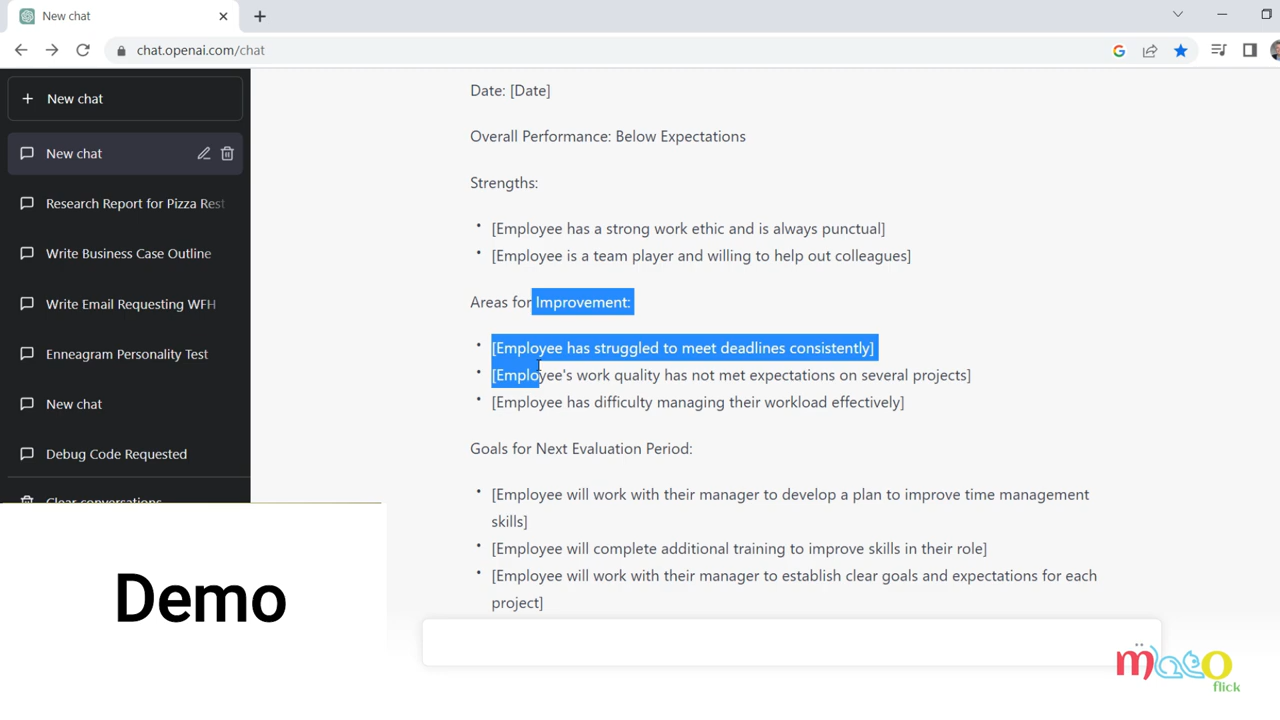 New chat
chat.openai.com/chat
New chat
New chat
Research Report for Pizza Rest
Write Business Case Outline
Write Email Requesting WFH
Enneagram Personality Test
New chat
Debug Code Requested
Clear conversations
Date: [Date]
Overall Performance: Below Expectations
Strengths:
[Employee has a strong work ethic and is always punctual]
[Employee is a team player and willing to help out colleagues]
Areas for Improvement:
[Employee has struggled to meet deadlines consistently]
[Employee's work quality has not met expectations on several projects]
[Employee has difficulty managing their workload effectively]
Goals for Next Evaluation Period:
[Employee will work with their manager to develop a plan to improve time management
skills]
[Employee will complete additional training to improve skills in their role]
[Employee will work with their manager to establish clear goals and expectations for each
project]
Demo
flick